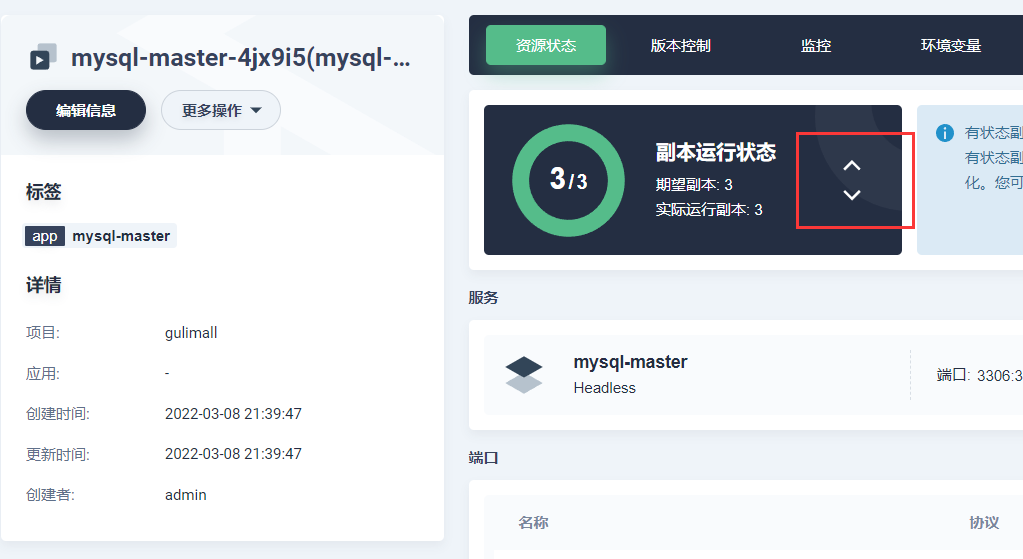 mysql-master-4jx9i5(mysql-...
编辑信息
更多操作
标签
app mysql-master
详情
项目: gulimall
应用: -
创建时间: 2022-03-08 21:39:47
更新时间: 2022-03-08 21:39:47
创建者: admin
资源状态 版本控制 监控 环境变量
3/3
副本运行状态
期望副本: 3
实际运行副本: 3
有状态副
有状态副
化。您可
服务
mysql-master
Headless
端口: 3306:3
端口
名称 协议